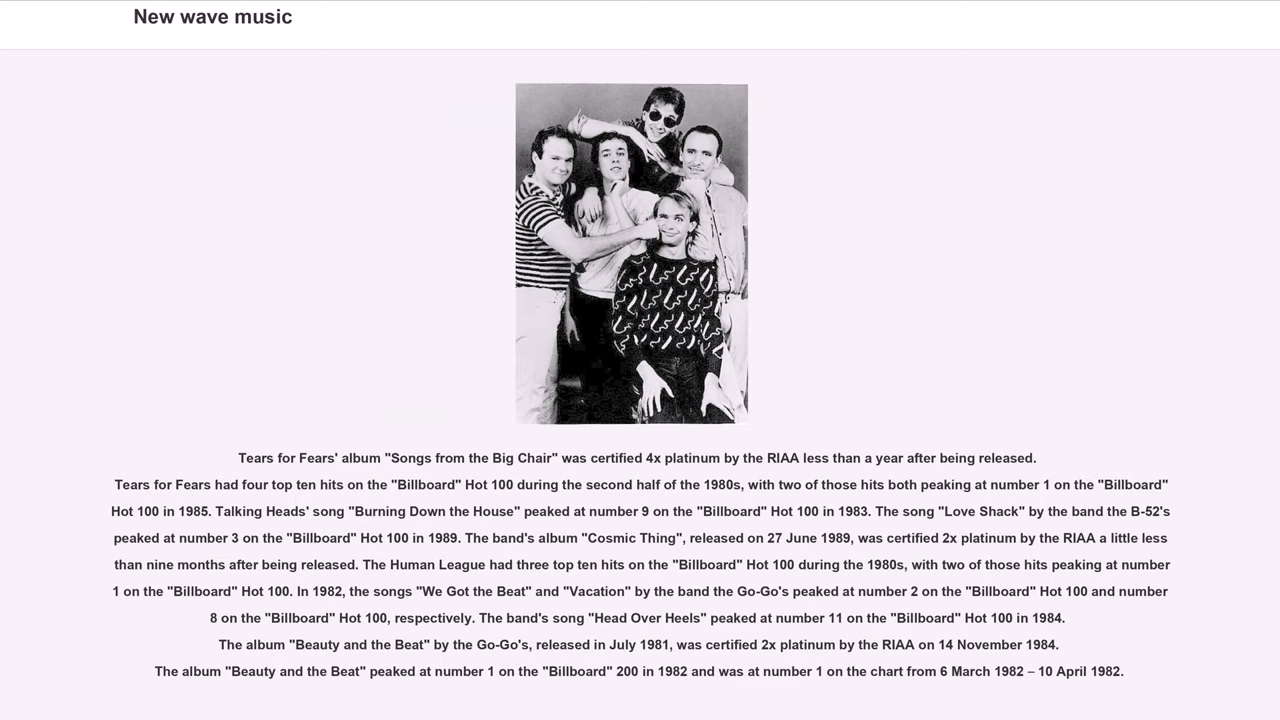 New wave music
Tears for Fears' album "Songs from the Big Chair" was certified 4x platinum by the RIAA less than a year after being released.
Tears for Fears had four top ten hits on the "Billboard" Hot 100 during the second half of the 1980s, with two of those hits both peaking at number 1 on the "Billboard"
Hot 100 in 1985. Talking Heads' song "Burning Down the House" peaked at number 9 on the "Billboard" Hot 100 in 1983. The song "Love Shack" by the band the B-52's
peaked at number 3 on the "Billboard" Hot 100 in 1989. The band's album "Cosmic Thing", released on 27 June 1989, was certified 2x platinum by the RIAA a little less
than nine months after being released. The Human League had three top ten hits on the "Billboard" Hot 100 during the 1980s, with two of those hits peaking at number
1 on the "Billboard" Hot 100. In 1982, the songs "We Got the Beat" and "Vacation" by the band the Go-Go's peaked at number 2 on the "Billboard" Hot 100 and number
8 on the "Billboard" Hot 100, respectively. The band's song "Head Over Heels" peaked at number 11 on the "Billboard" Hot 100 in 1984.
The album "Beauty and the Beat" by the Go-Go's, released in July 1981, was certified 2x platinum by the RIAA on 14 November 1984.
The album "Beauty and the Beat" peaked at number 1 on the "Billboard" 200 in 1982 and was at number 1 on the chart from 6 March 1982 – 10 April 1982.